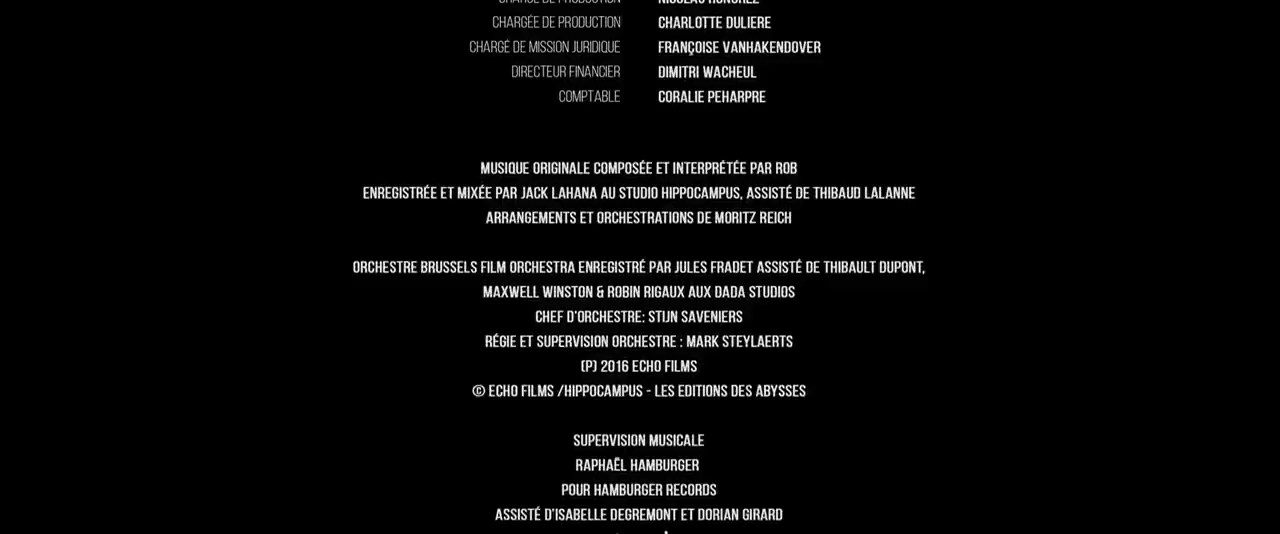 CHARGÉE DE PRODUCTION CHARLOTTE DULIERE
CHARGÉ DE MISSION JURIDIQUE FRANÇOISE VANHAKENDOVER
DIRECTEUR FINANCIER DIMITRI WACHEUL
COMPTABLE CORALIE PEHARPRE
MUSIQUE ORIGINALE COMPOSÉE ET INTERPRÉTÉE PAR ROB
ENREGISTRÉE ET MIXÉE PAR JACK LAHANA AU STUDIO HIPPOCAMPUS, ASSISTÉ DE THIBAUD LALANNE
ARRANGEMENTS ET ORCHESTRATIONS DE MORITZ REICH
ORCHESTRE BRUSSELS FILM ORCHESTRA ENREGISTRÉ PAR JULES FRADET ASSISTÉ DE THIBAULT DUPONT,
MAXWELL WINSTON & ROBIN RIGAUX AUX DADA STUDIOS
CHEF D'ORCHESTRE: STIJN SAVENIERS
RÉGIE ET SUPERVISION ORCHESTRE : MARK STEYLAERTS
(P) 2016 ECHO FILMS
© ECHO FILMS /HIPPOCAMPUS - LES EDITIONS DES ABYSSES
SUPERVISION MUSICALE
RAPHAËL HAMBURGER
POUR HAMBURGER RECORDS
ASSISTÉ D'ISABELLE DEGREMONT ET DORIAN GIRARD